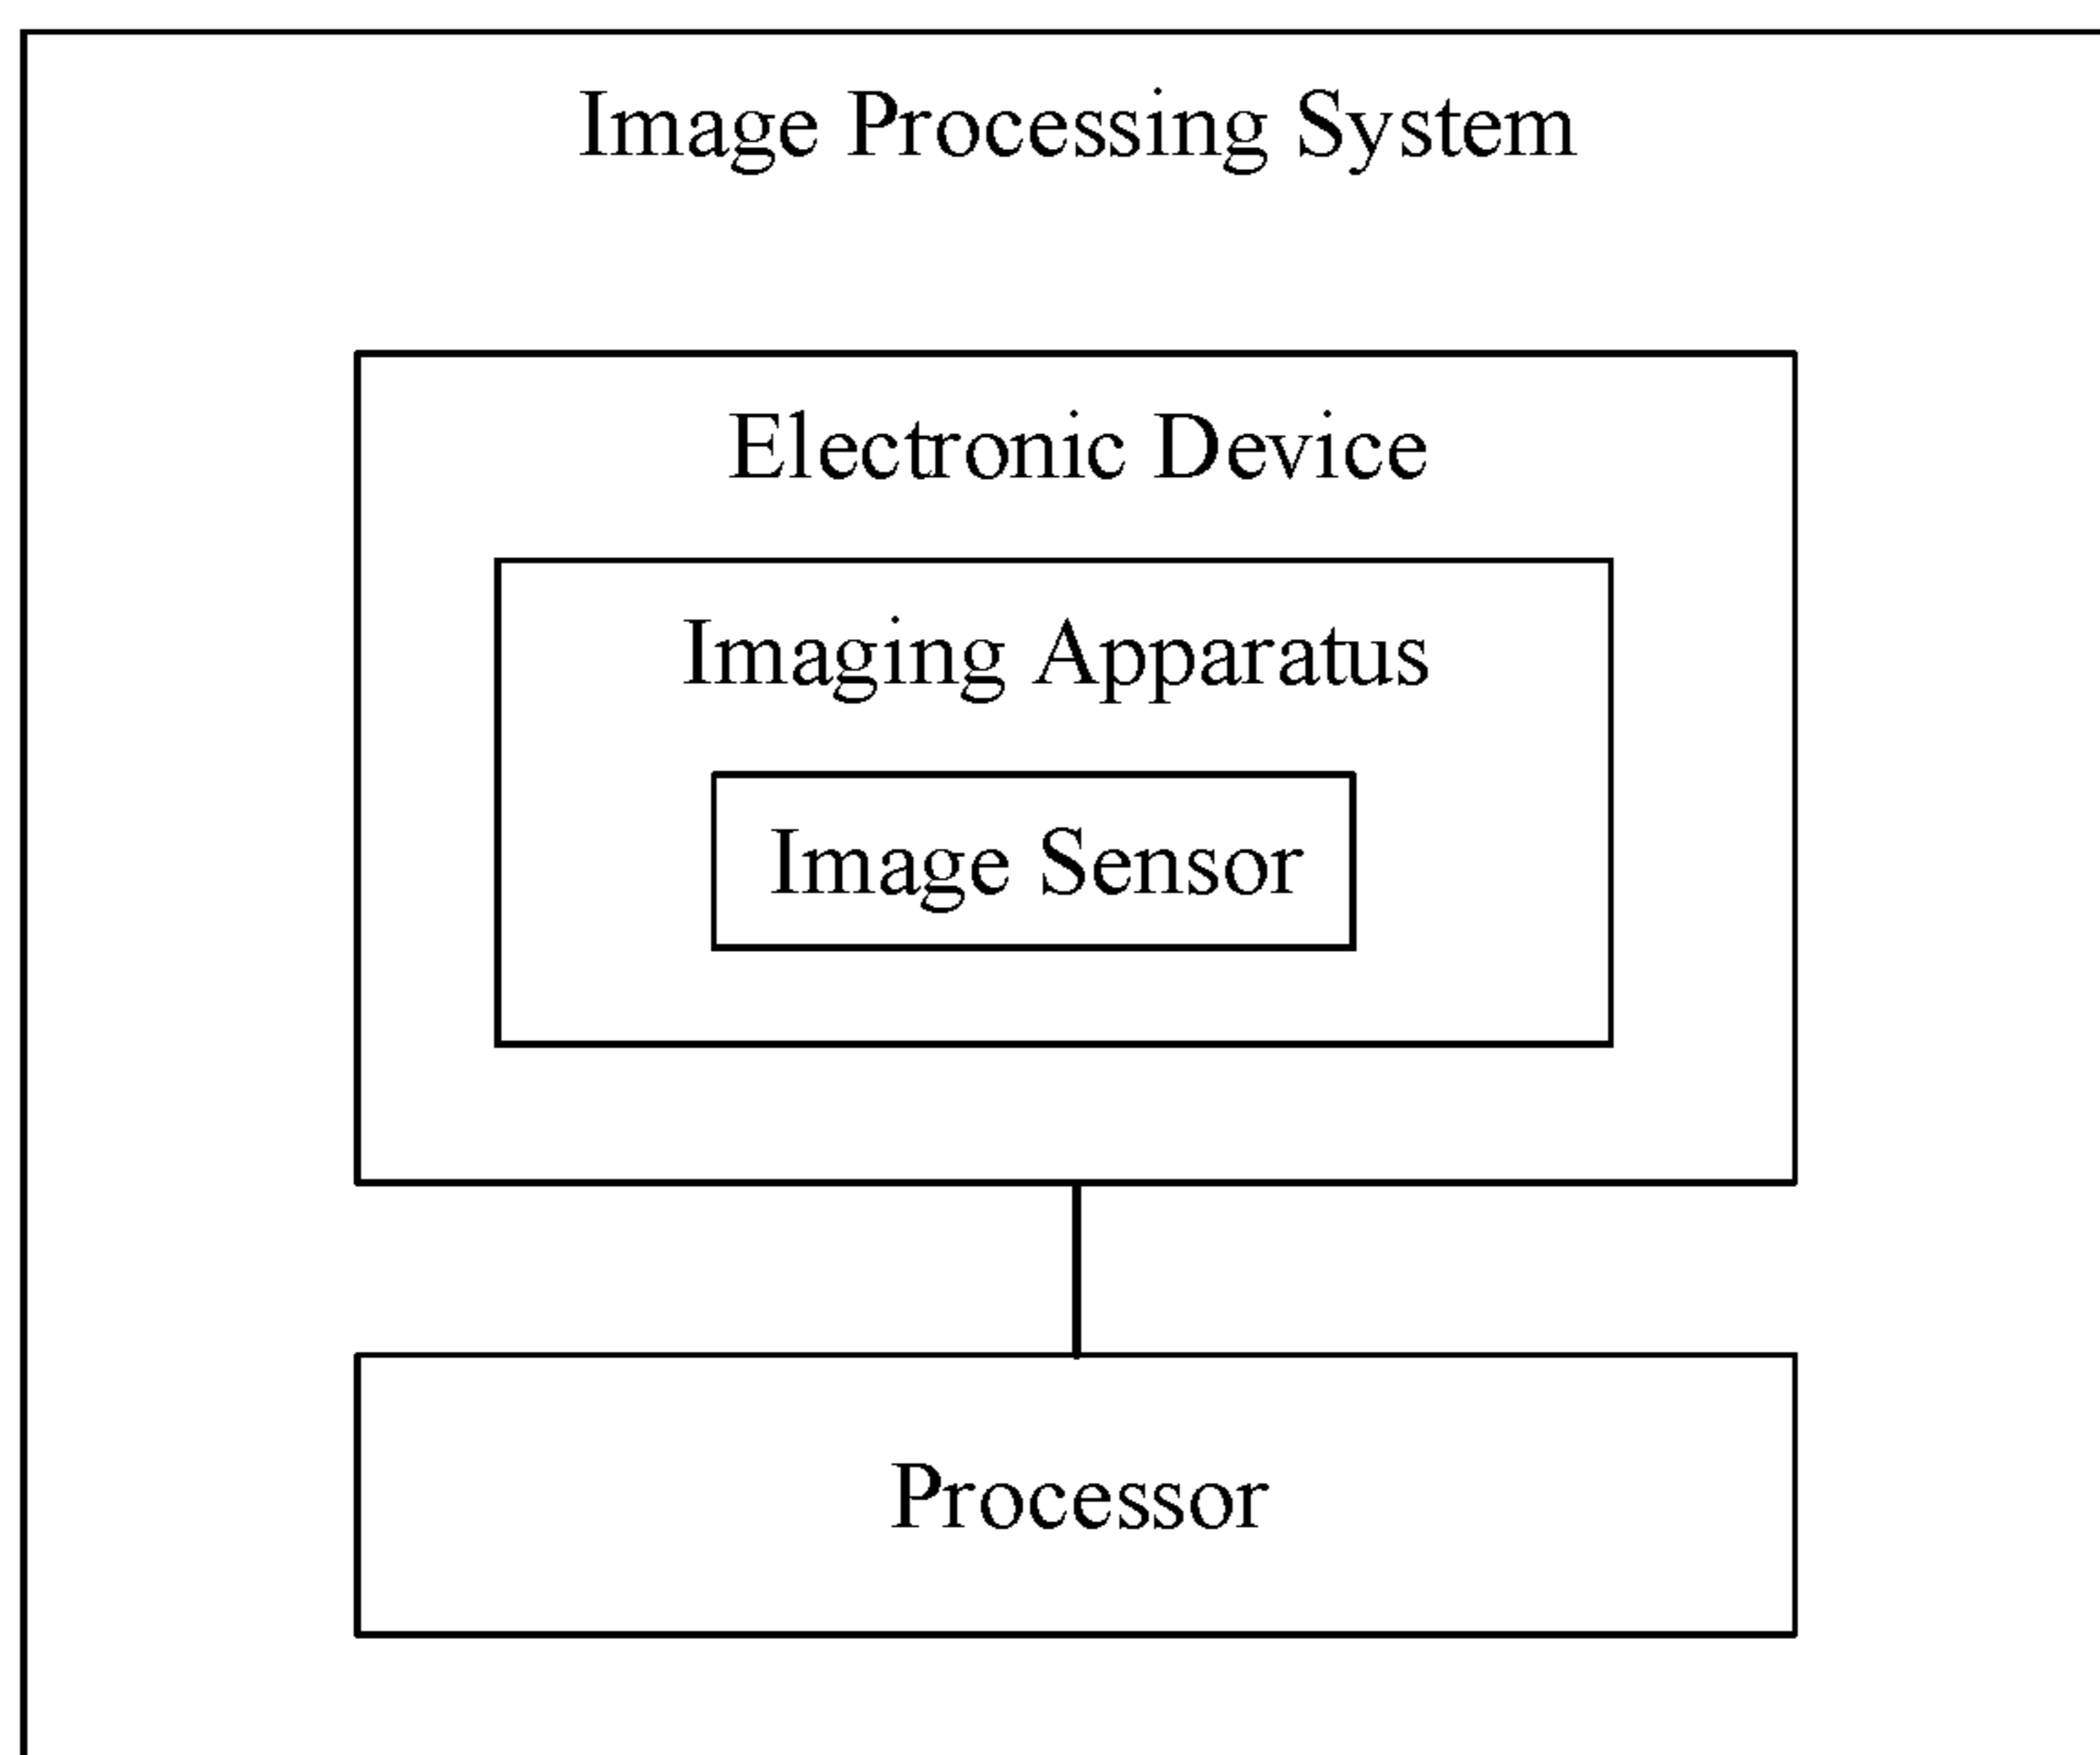 Image Processing System
Electronic Device
Imaging Apparatus
Image Sensor
Processor